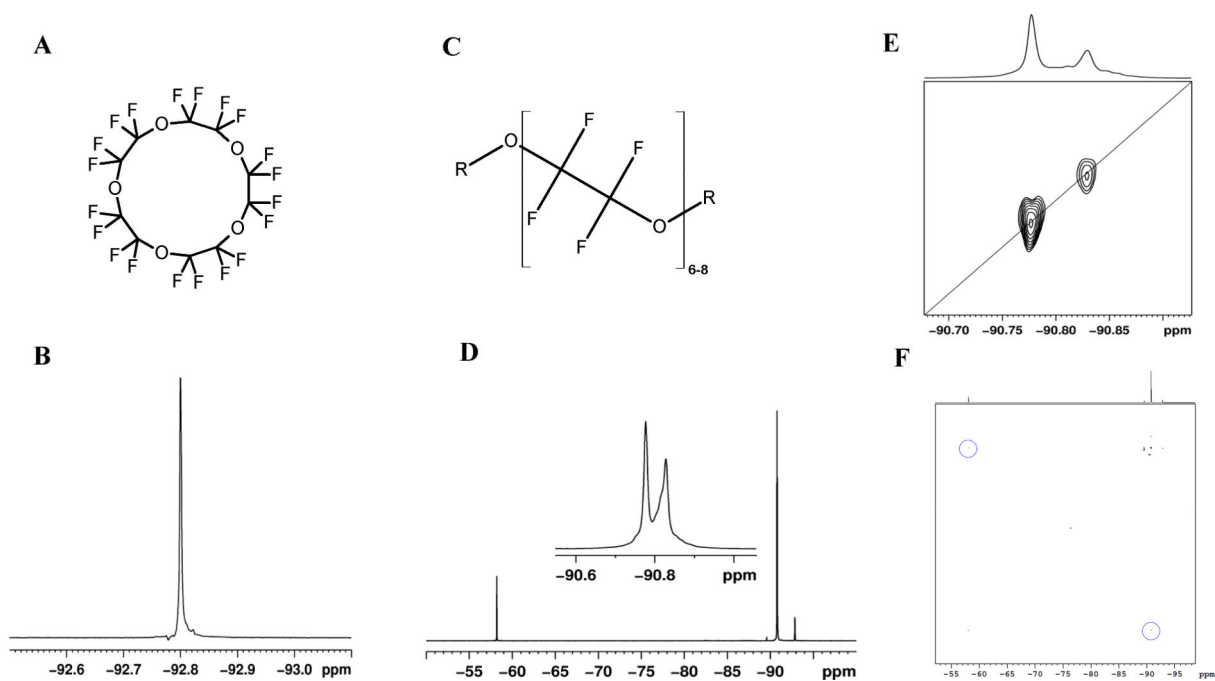 A
F F
F F
F F
O
F O
F
F F
O
F F
F O F
O
F F
F F
F F
C
F
O
F
R
R
F
O
F
6-8
E
−90.70 −90.75 −90.80 −90.85 ppm
B
−92.6 −92.7 −92.8 −92.9 −93.0 ppm
D
−90.6 −90.8 ppm
−55 −60 −65 −70 −75 −80 −85 −90 ppm
F
−55 −60 −65 −70 −75 −80 −85 −90 −95 ppm